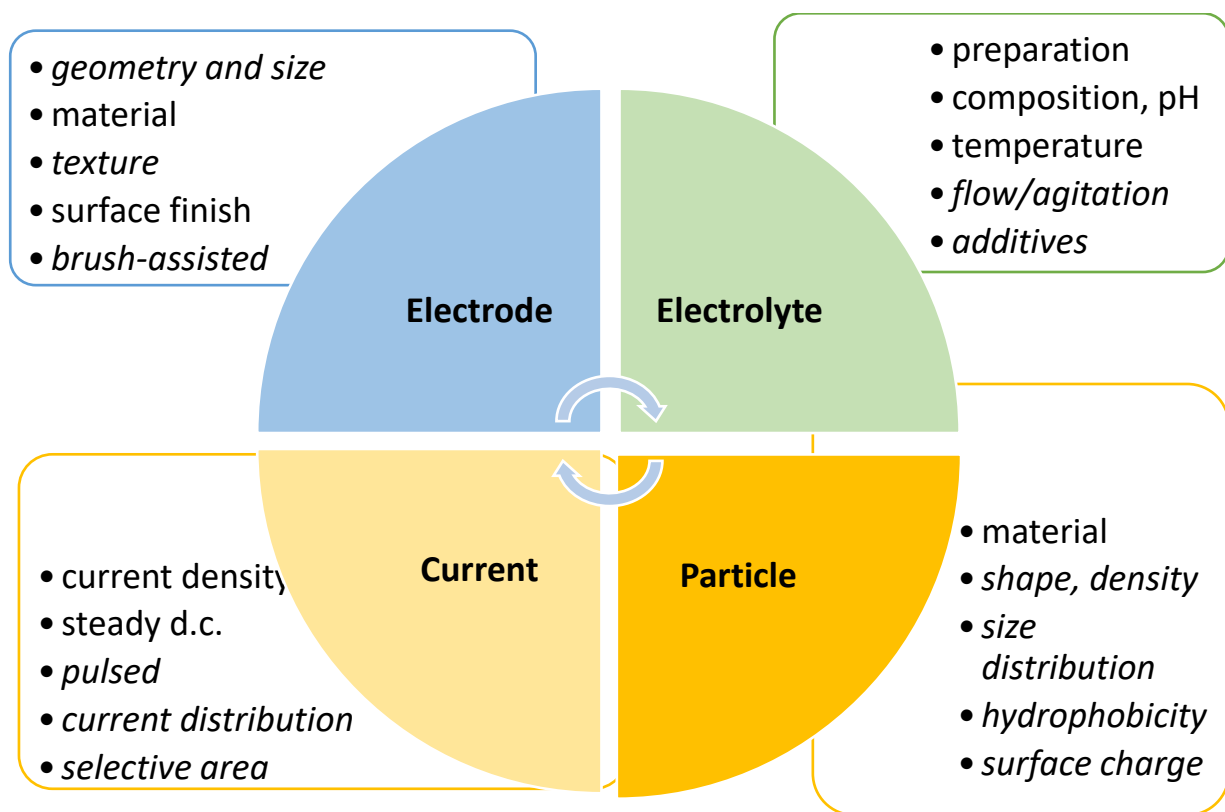 • geometry and size
• material
• texture
• surface finish
• brush-assisted
• preparation
• composition, pH
• temperature
• flow/agitation
• additives
Electrode
Electrolyte
Current
Particle
• current density
• steady d.c.
• pulsed
• current distribution
• selective area
• material
• shape, density
• size
distribution
• hydrophobicity
• surface charge